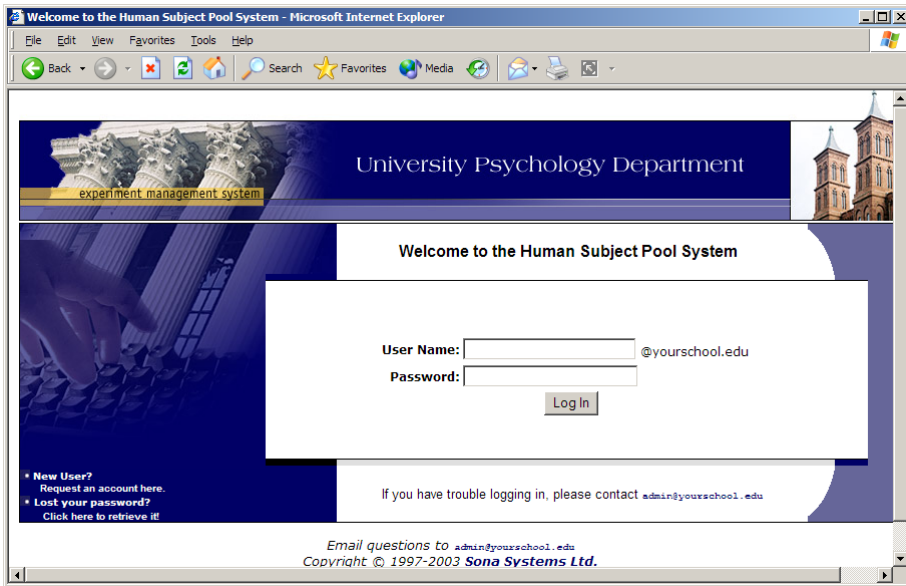 Welcome to the Human Subject Pool System - Microsoft Internet Explorer
File Edit View Favorites Tools Help
Back Search Favorites Media
University Psychology Department
experiment management system
Welcome to the Human Subject Pool System
User Name: @yourschool.edu
Password:
Log In
New User?
Request an account here.
Lost your password?
Click here to retrieve it!
If you have trouble logging in, please contact admin@yourschool.edu
Email questions to admin@yourschool.edu
Copyright © 1997-2003 Sona Systems Ltd.